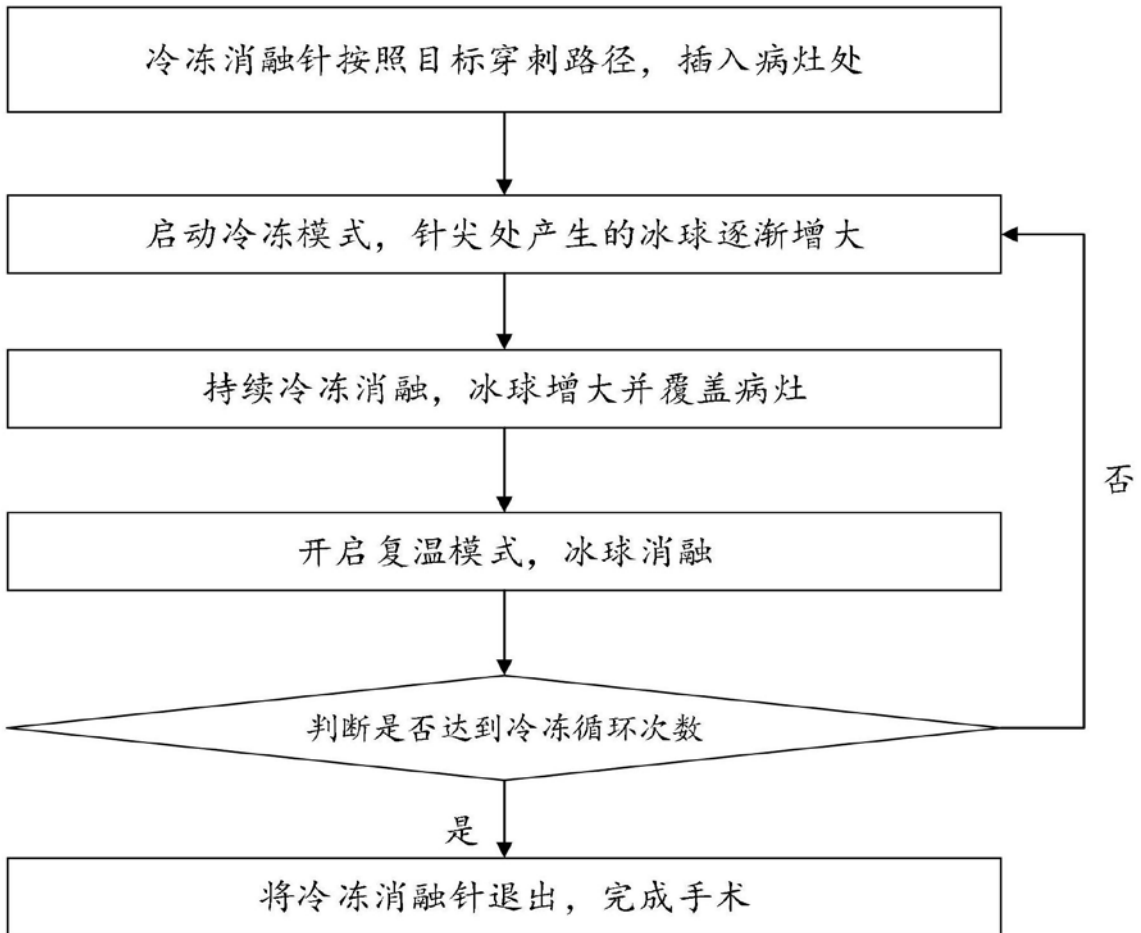 冷冻消融针按照目标穿刺路径，插入病灶处
启动冷冻模式，针尖处产生的冰球逐渐增大
持续冷冻消融，冰球增大并覆盖病灶
否
开启复温模式，冰球消融
判断是否达到冷冻循环次数
是
将冷冻消融针退出，完成手术